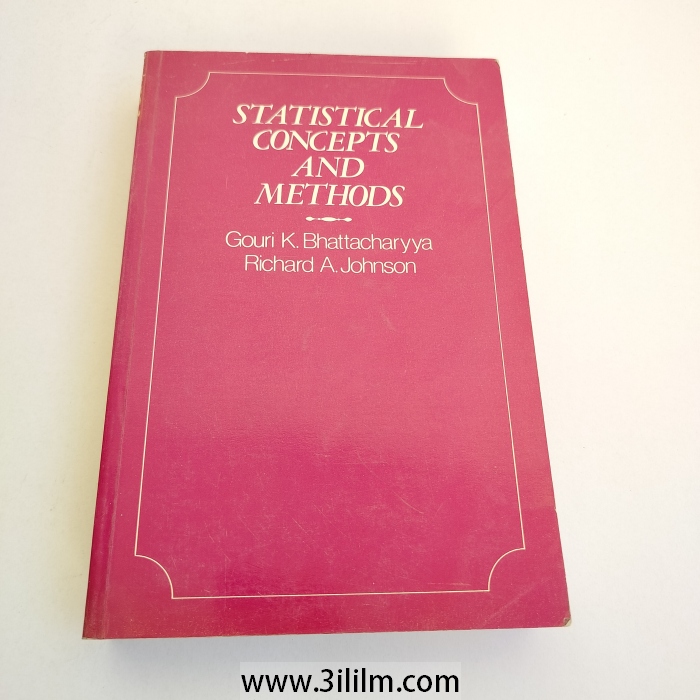 STATISTICAL
CONCEPTS
AND
METHODS
Gouri K. Bhattacharyya
Richard A. Johnson
www.3ililm.com